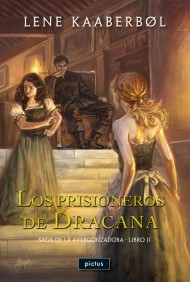 LENE KAABERBØL
LOS PRISIONEROS
DE DRACANA
SAGA DE LA AVERGONZADORA · LIBRO II
pictus